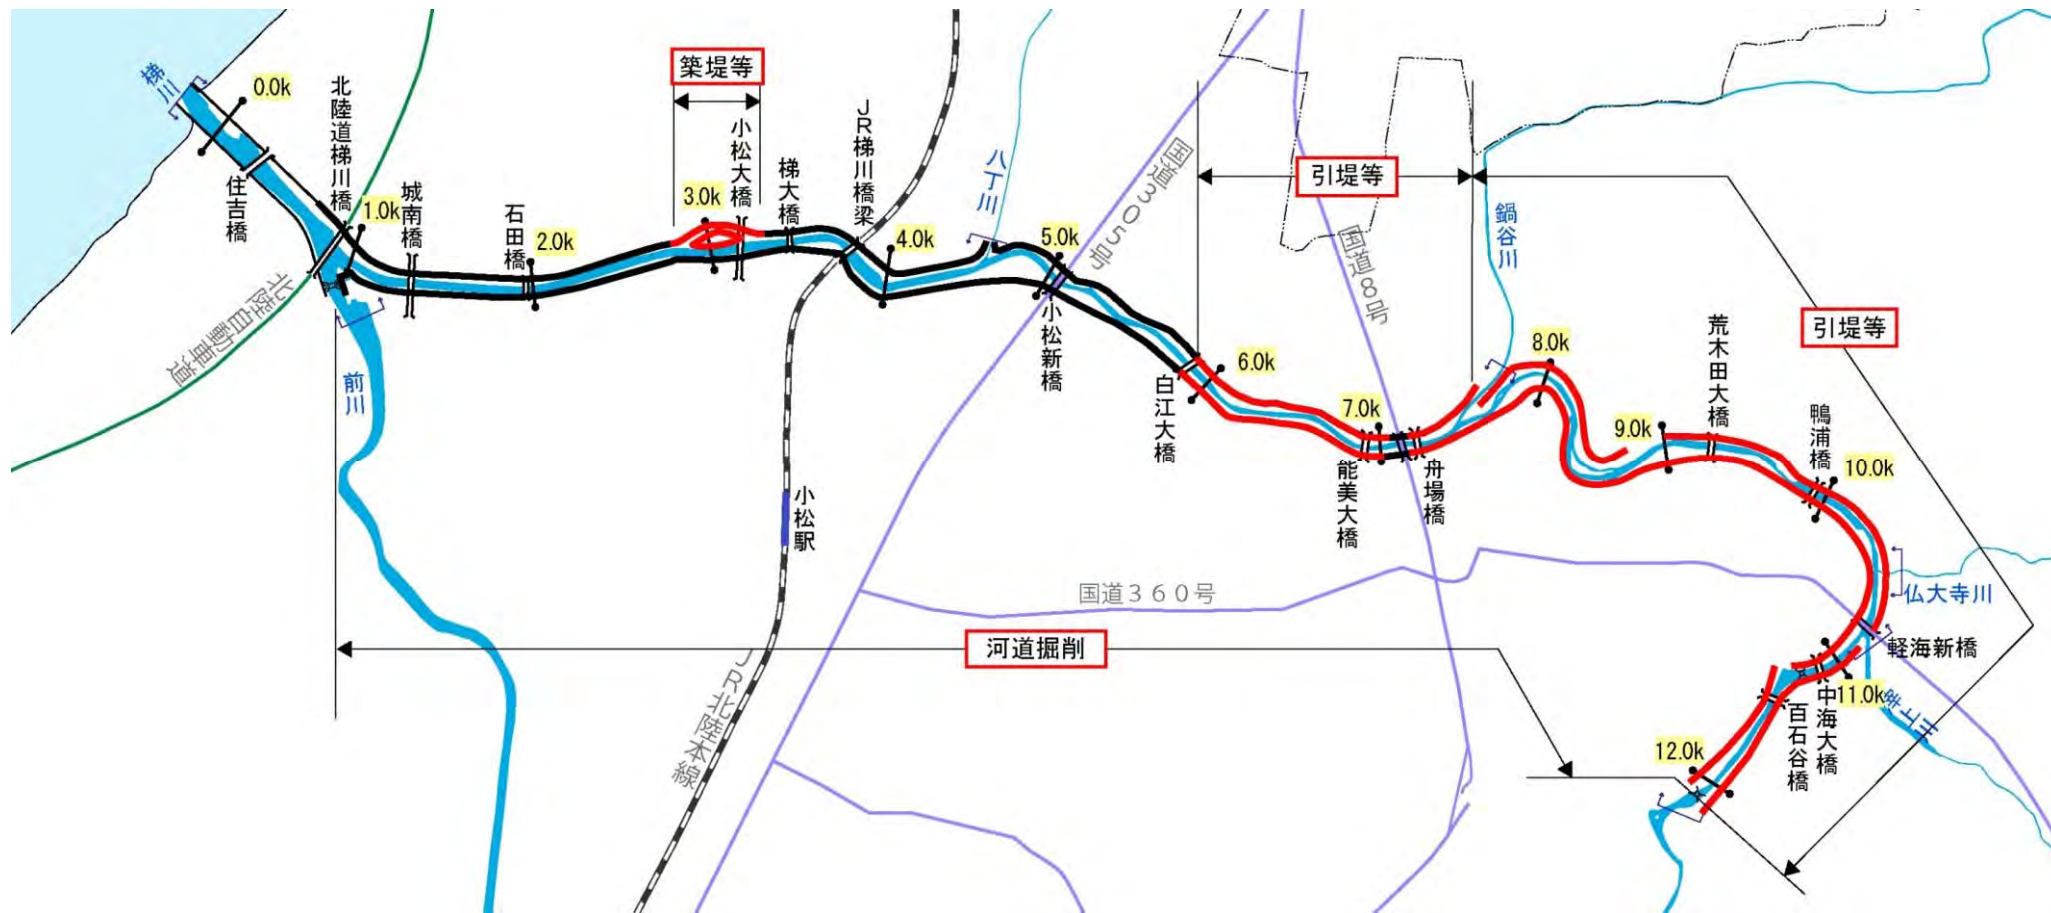 梯川
0.0k
住吉橋
北陸道梯川橋
1.0k
城南橋
石田橋
2.0k
築堤等
3.0k
小松大橋
梯大橋
JR梯川橋梁
4.0k
八丁川
5.0k
小松新橋
国道305号
白江大橋
6.0k
引堤等
国道8号
7.0k
能美大橋
舟場橋
鍋谷川
8.0k
9.0k
荒木田大橋
引堤等
鴨浦橋
10.0k
仏大寺川
軽海新橋
11.0k
中海大橋
百石谷橋
12.0k
北陸自動車道
前川
小松駅
国道360号
河道掘削
JR北陸本線